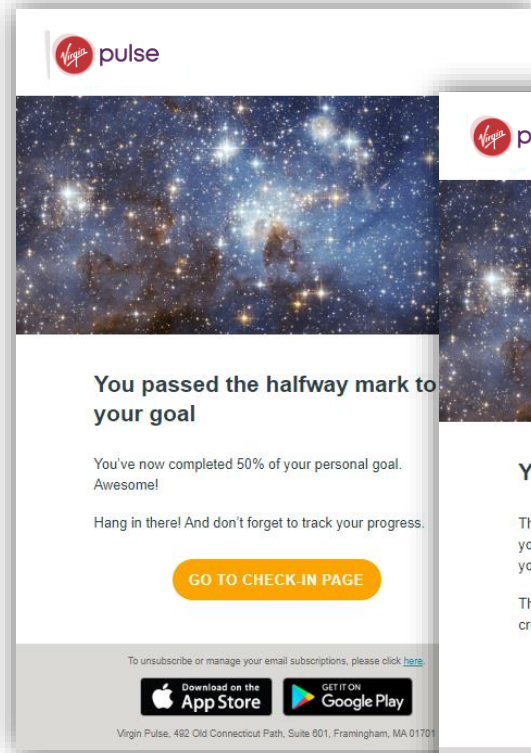 Virgin pulse
You passed the halfway mark to
your goal
You've now completed 50% of your personal goal.
Awesome!
Hang in there! And don't forget to track your progress.
GO TO CHECK-IN PAGE
To unsubscribe or manage your email subscriptions, please click here.
Download on the
App Store
GET IT ON
Google Play
Virgin Pulse, 492 Old Connecticut Path, Suite 601, Framingham, MA 01701
Virgin